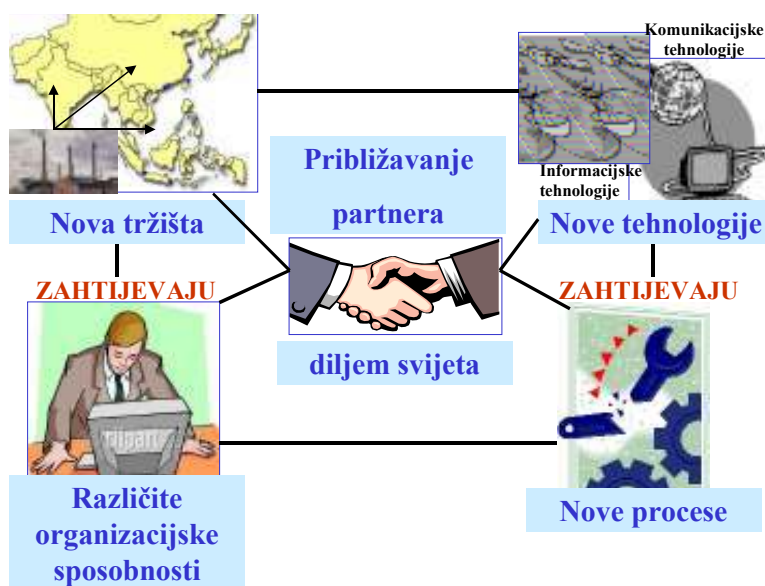 Komunikacijske
tehnologije
Informacijske
tehnologije
Približavanje
partnera
Nova tržišta
Nove tehnologije
ZAHTIJEVAJU
ZAHTIJEVAJU
diljem svijeta
clipart
Različite
organizacijske
sposobnosti
Nove procese